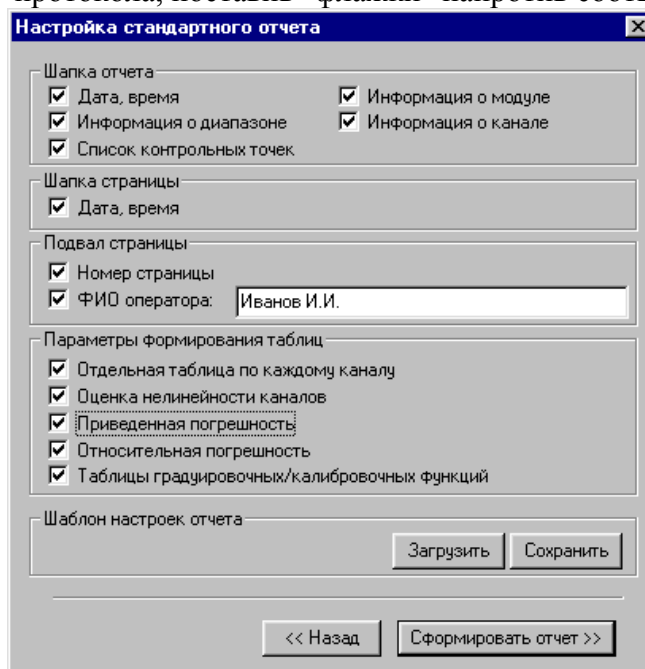 Настройка стандартного отчета
Шапка отчета
Дата, время
Информация о модуле
Информация о диапазоне
Информация о канале
Список контрольных точек
Шапка страницы
Дата, время
Подвал страницы
Номер страницы
ФИО оператора: Иванов И.И.
Параметры формирования таблиц
Отдельная таблица по каждому каналу
Оценка нелинейности каналов
Приведенная погрешность
Относительная погрешность
Таблицы градуировочных/калибровочных функций
Шаблон настроек отчета
Загрузить Сохранить
<< Назад Сформировать отчет >>